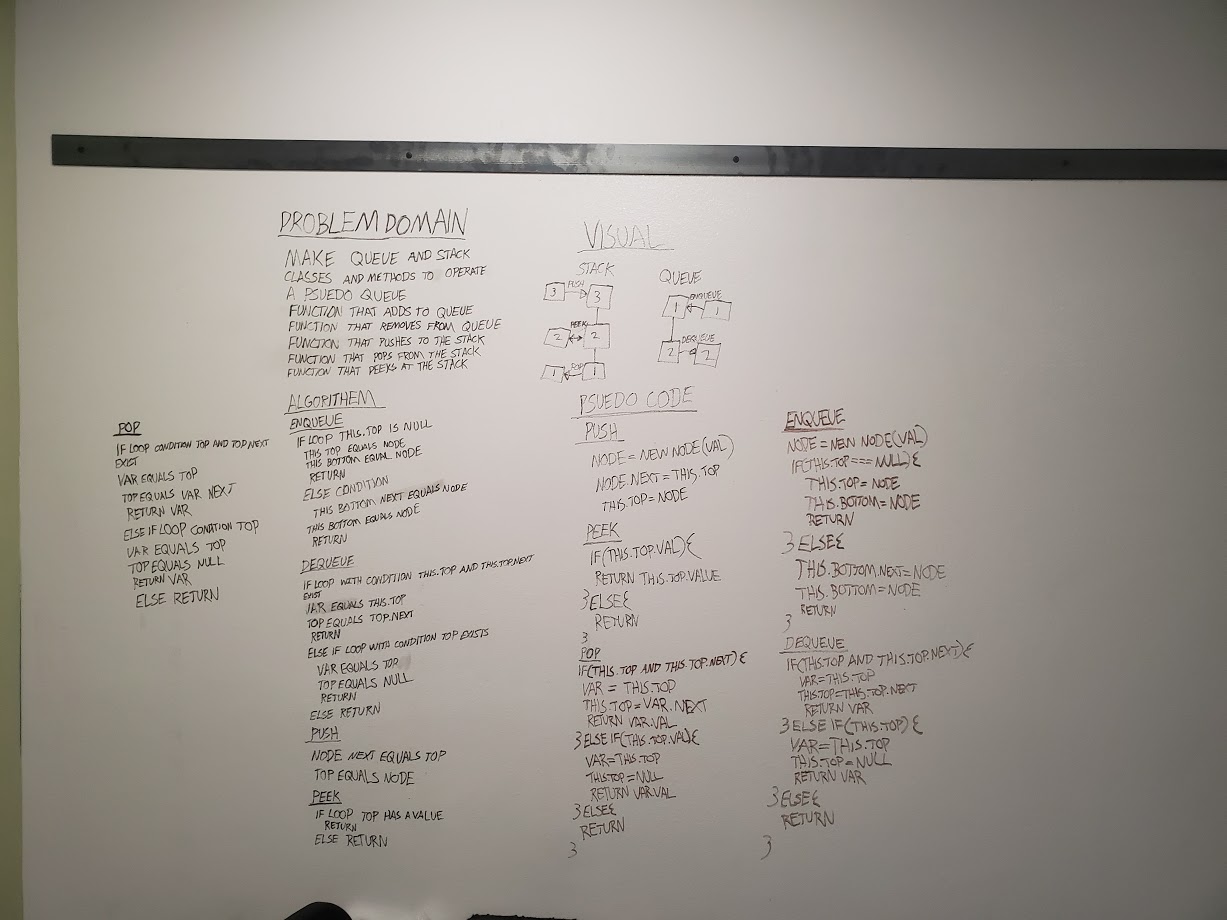 PROBLEM DOMAIN
MAKE QUEUE AND STACK
CLASSES AND METHODS TO OPERATE
A PSUEDO QUEUE
FUNCTION THAT ADDS TO QUEUE
FUNCTION THAT REMOVES FROM QUEUE
FUNCTION THAT PUSHES TO THE STACK
FUNCTION THAT POPS FROM THE STACK
FUNCTION THAT PEEKS AT THE STACK
VISUAL
STACK
PUSH
3
3
PEEK
2
2
POP
1
1
QUEUE
ENQUEUE
1
1
DEQUEUE
2
2
POP
IF LOOP CONDITION TOP AND TOP.NEXT
EXIST
VAR EQUALS TOP
TOP EQUALS VAR NEXT
RETURN VAR
ELSE IF LOOP CONDATION TOP
VAR EQUALS TOP
TOP EQUALS NULL
RETURN VAR
ELSE RETURN
ALGORITHEM
ENQUEUE
IF LOOP THIS.TOP IS NULL
THIS TOP EQUALS NODE
THIS BOTTOM EQUAL NODE
RETURN
ELSE CONDITION
THIS BOTTOM NEXT EQUALS NODE
THIS BOTTOM EQUALS NODE
RETURN
DEQUEUE
IF LOOP WITH CONDITION THIS.TOP AND THIS.TOP.NEXT
EXIST
VAR EQUALS THIS.TOP
TOP EQUALS TOP.NEXT
RETURN
ELSE IF LOOP WITH CONDITION TOP EXISTS
VAR EQUALS TOP
TOP EQUALS NULL
RETURN
ELSE RETURN
PUSH
NODE NEXT EQUALS TOP
TOP EQUALS NODE
PEEK
IF LOOP TOP HAS A VALUE
RETURN
ELSE RETURN
PSUEDO CODE
PUSH
NODE = NEW NODE(VAL)
NODE.NEXT = THIS.TOP
THIS.TOP = NODE
PEEK
IF(THIS.TOP.VAL){
RETURN THIS.TOP.VALUE
}ELSE{
RETURN
}
POP
IF(THIS.TOP AND THIS.TOP.NEXT) {
VAR = THIS.TOP
THIS.TOP = VAR.NEXT
RETURN VAR.VAL
}ELSE IF(THIS.TOP.VAL){
VAR=THIS.TOP
THIS.TOP = NULL
RETURN VAR.VAL
}ELSE{
RETURN
}
ENQUEUE
NODE = NEW NODE(VAL)
IF(THIS.TOP === NULL){
THIS.TOP = NODE
THIS.BOTTOM = NODE
RETURN
} ELSE{
THIS.BOTTOM.NEXT = NODE
THIS.BOTTOM = NODE
RETURN
}
DEQUEUE
IF(THIS.TOP AND THIS.TOP.NEXT){
VAR=THIS.TOP
THIS.TOP=THIS.TOP.NEXT
RETURN VAR
}ELSE IF(THIS.TOP){
VAR=THIS.TOP
THIS.TOP = NULL
RETURN VAR
}ELSE{
RETURN
}